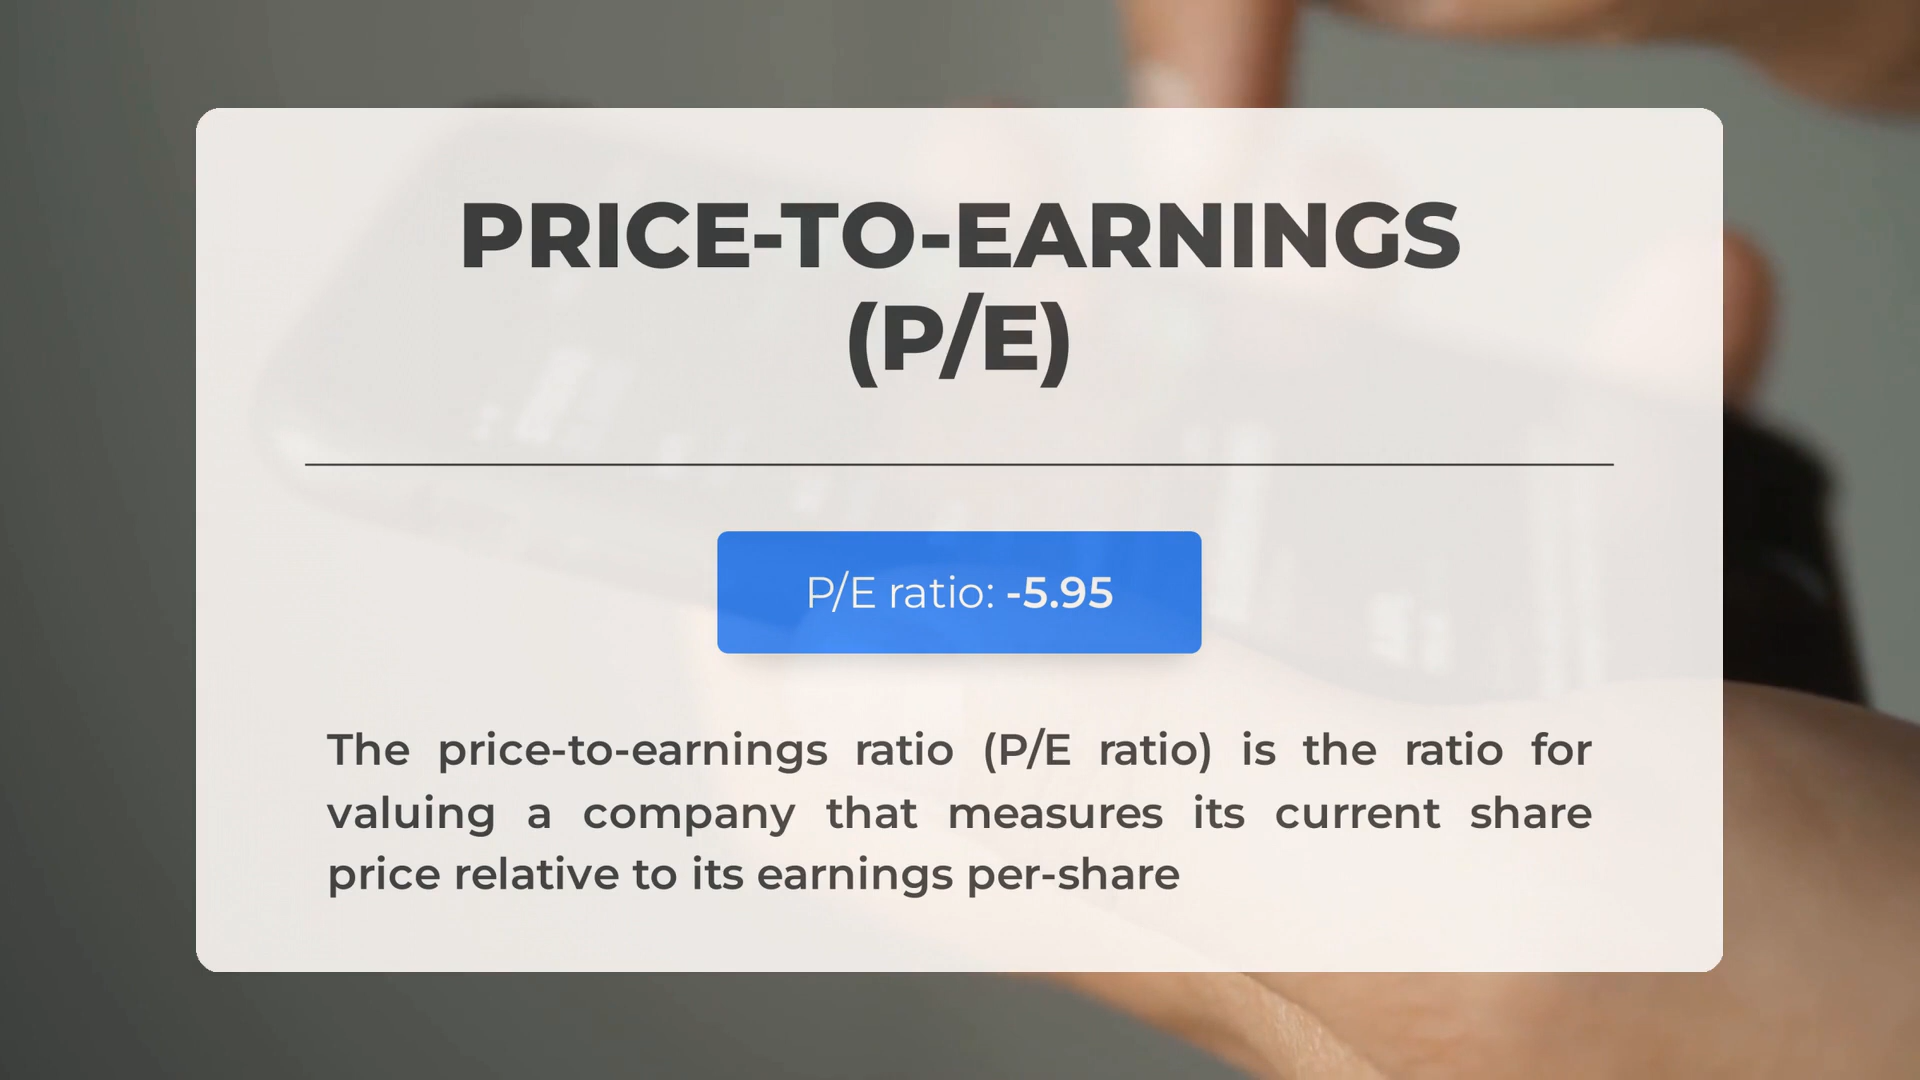 PRICE-TO-EARNINGS
(P/E)
P/E ratio: -5.95
The price-to-earnings ratio (P/E ratio) is the ratio for
valuing a company that measures its current share
price relative to its earnings per-share